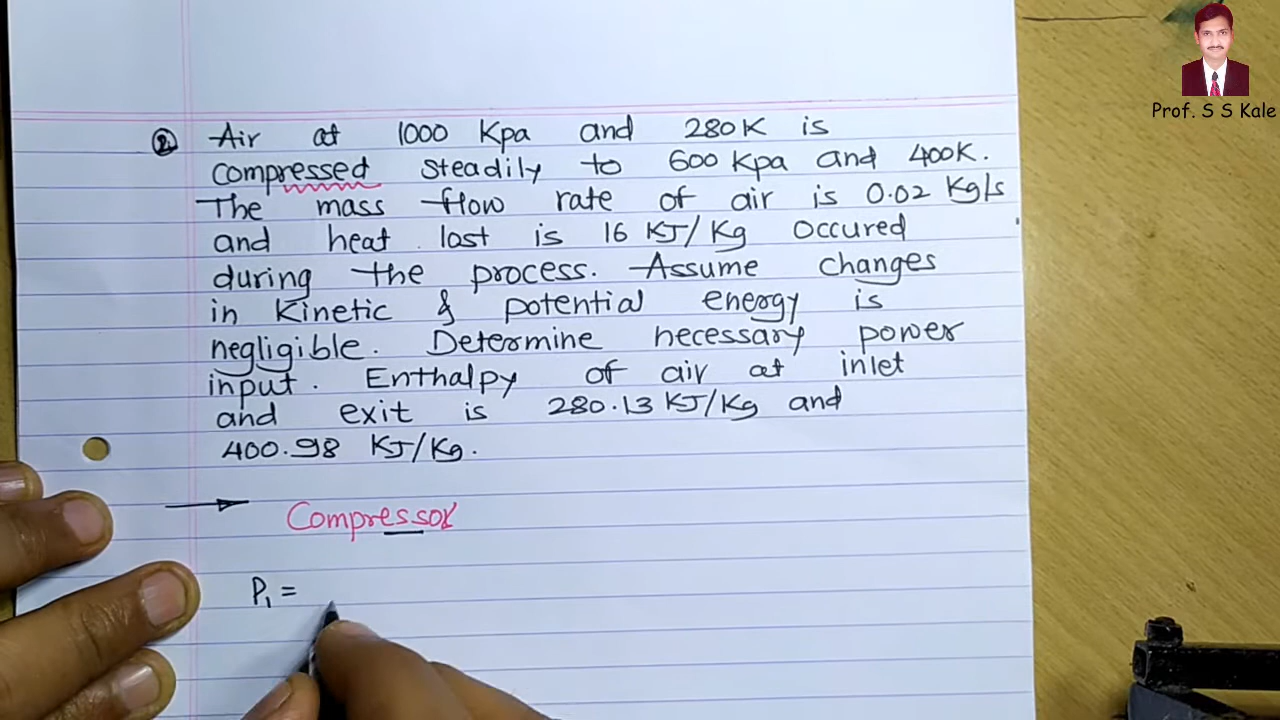 Prof. S S Kale
② Air at 1000 Kpa and 280K is
compressed steadily to 600 Kpa and 400K.
The mass flow rate of air is 0.02 Kg/s
and heat lost is 16 KJ/Kg occured
during the process. Assume changes
in Kinetic & potential energy is
negligible. Determine necessary power
input. Enthalpy of air at inlet
and exit is 280.13 KJ/Kg and
400.98 KJ/Kg.
Compressor
P₁ =